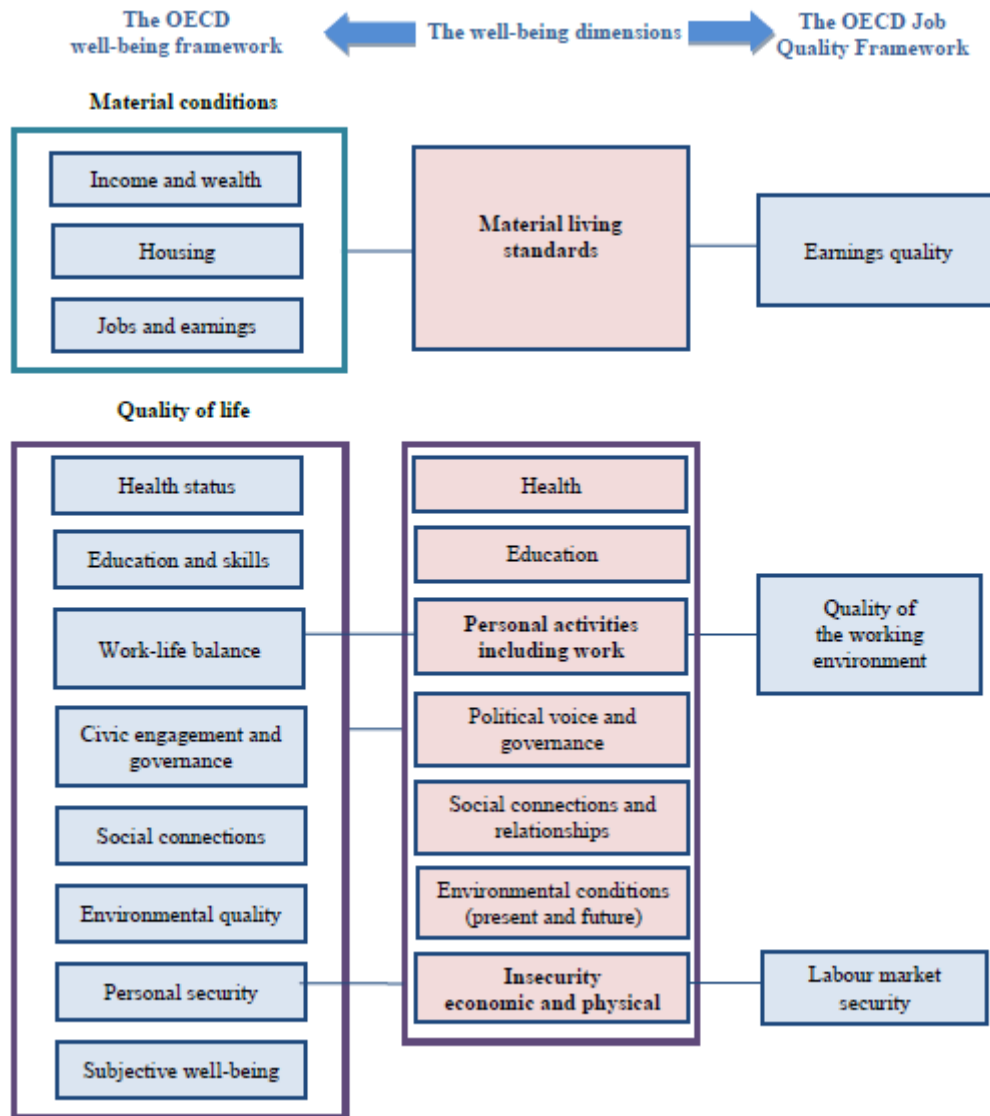 The OECD
well-being framework
The well-being dimensions
The OECD Job
Quality Framework
Material conditions
Income and wealth
Housing
Jobs and earnings
Material living
standards
Earnings quality
Quality of life
Health status
Education and skills
Work-life balance
Civic engagement and
governance
Social connections
Environmental quality
Personal security
Subjective well-being
Health
Education
Personal activities
including work
Political voice and
governance
Social connections and
relationships
Environmental conditions
(present and future)
Insecurity
economic and physical
Quality of
the working
environment
Labour market
security